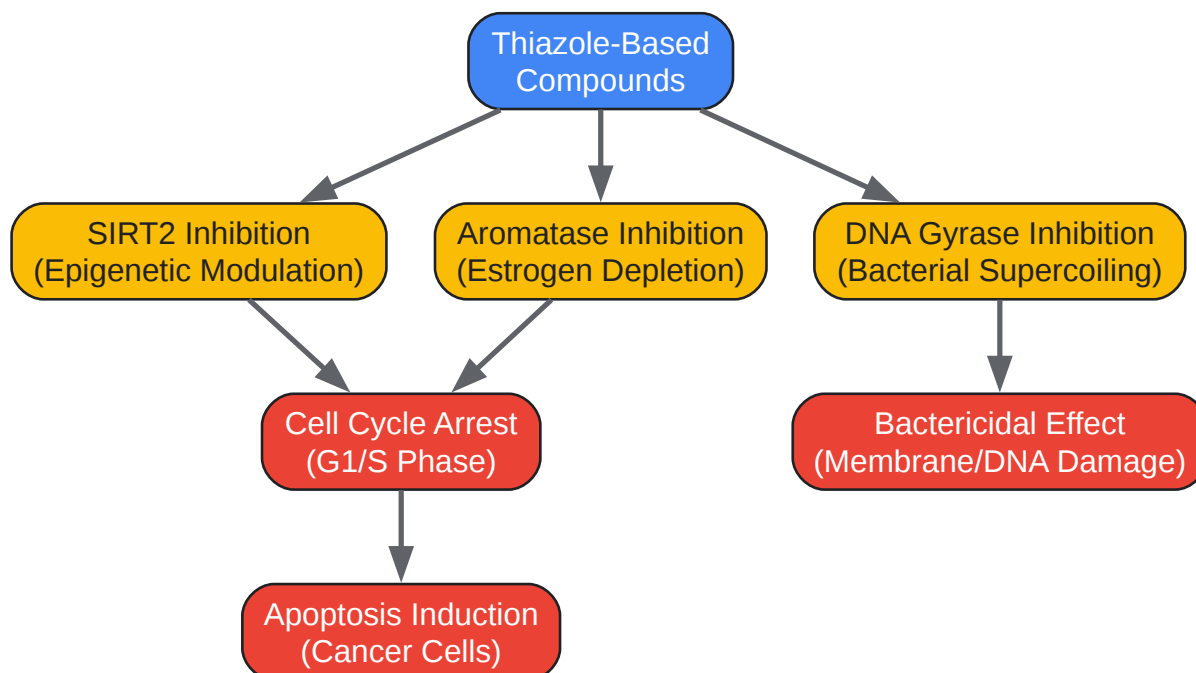 Thiazole-Based
Compounds
SIRT2 Inhibition
(Epigenetic Modulation)
Aromatase Inhibition
(Estrogen Depletion)
DNA Gyrase Inhibition
(Bacterial Supercoiling)
Cell Cycle Arrest
(G1/S Phase)
Bactericidal Effect
(Membrane/DNA Damage)
Apoptosis Induction
(Cancer Cells)